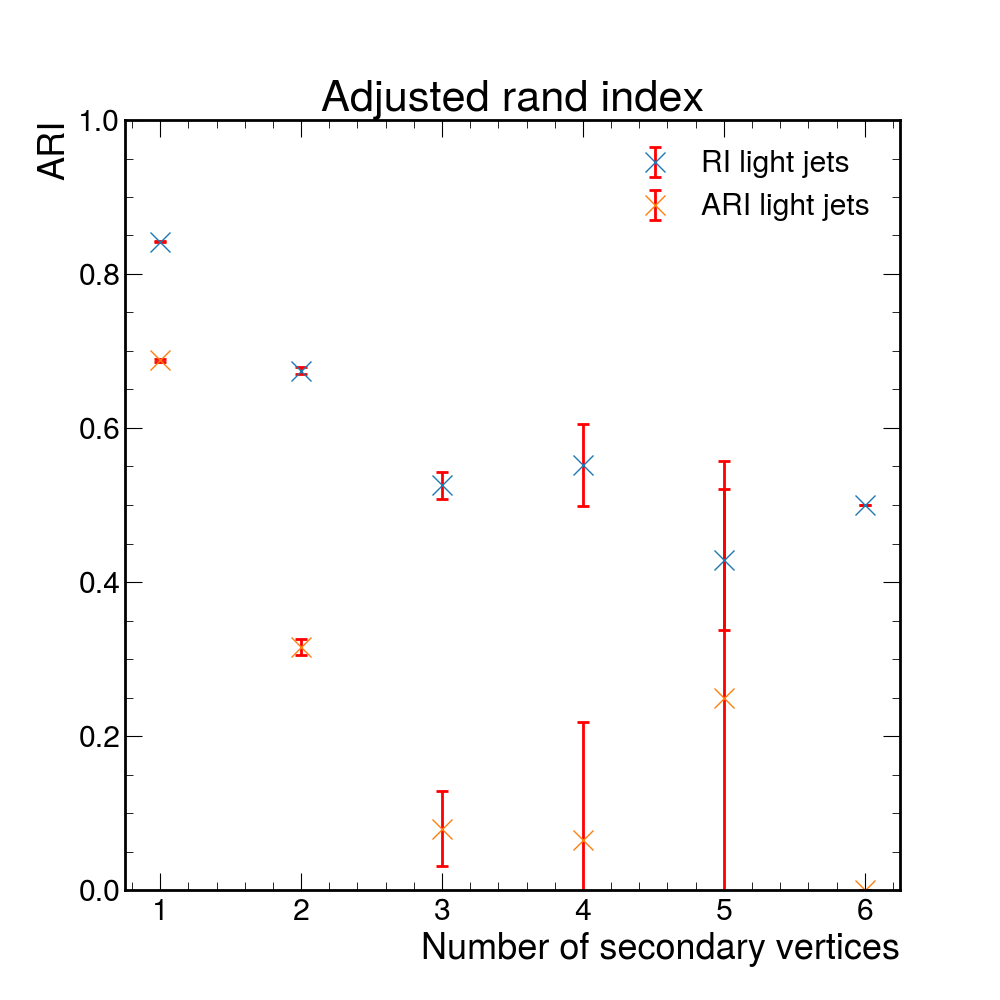 Adjusted rand index
ARI
1.0
0.8
0.6
0.4
0.2
0.0
RI light jets
ARI light jets
1 2 3 4 5 6
Number of secondary vertices